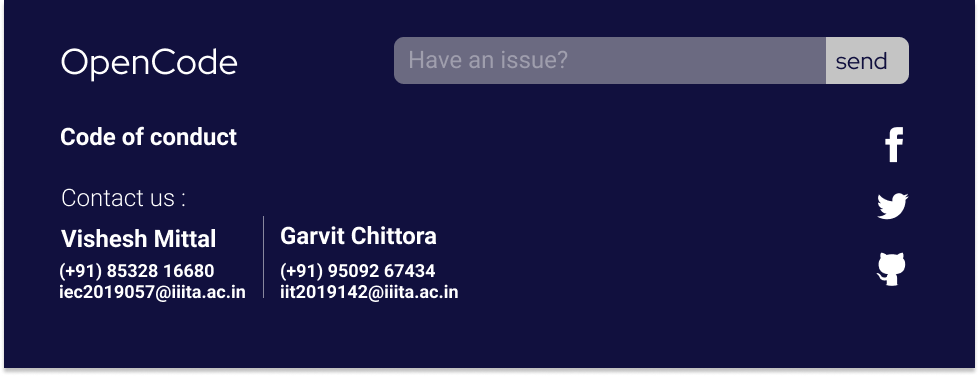 OpenCode
Have an issue?
send
Code of conduct
Contact us :
Vishesh Mittal
(+91) 85328 16680
iec2019057@iiita.ac.in
Garvit Chittora
(+91) 95092 67434
iit2019142@iiita.ac.in